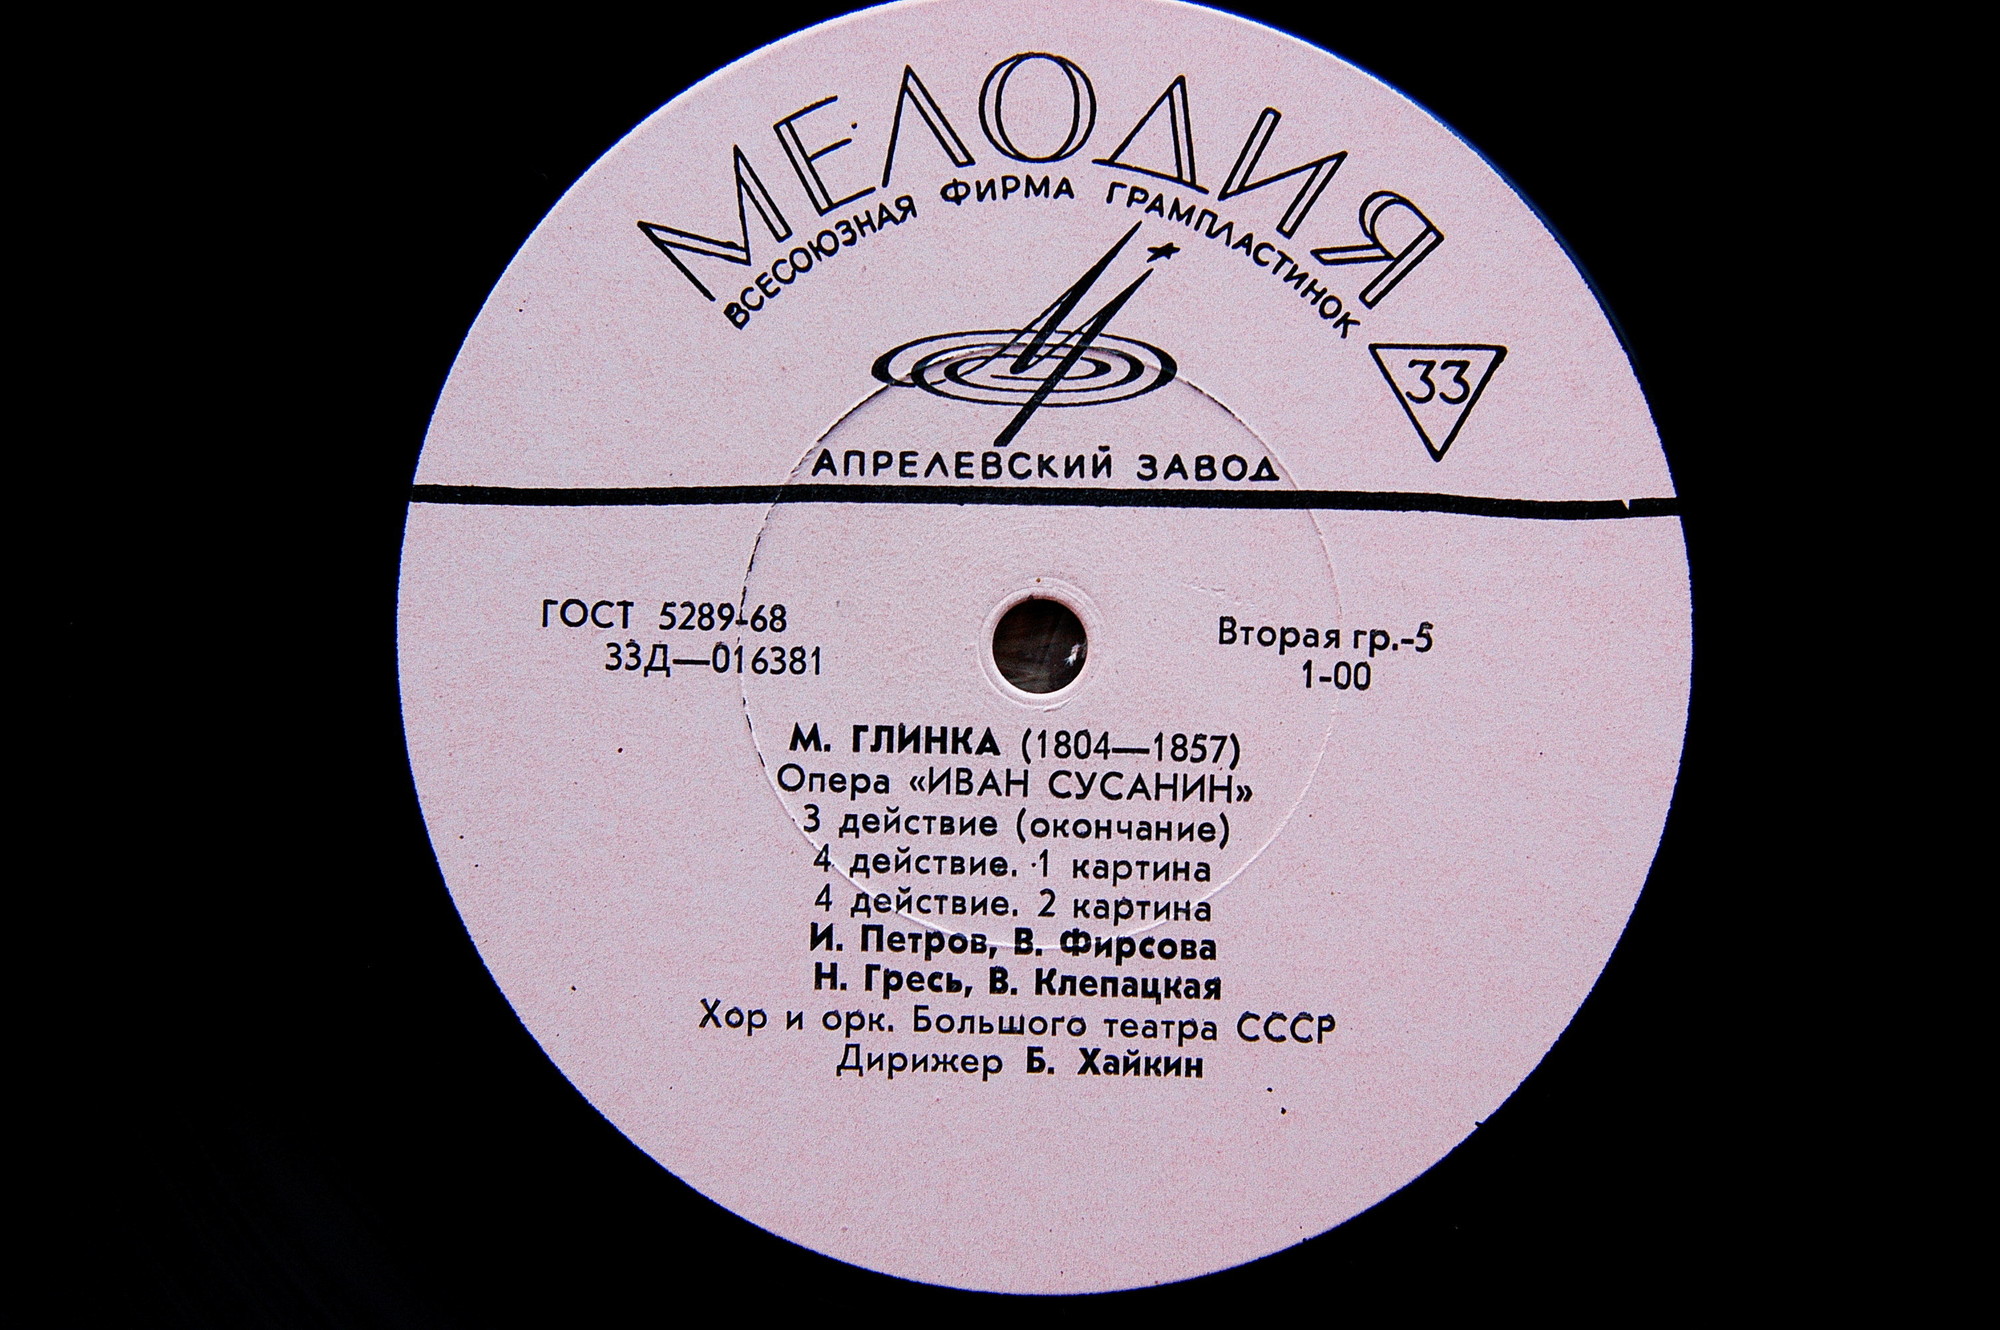 МЕЛОДИЯ
ВСЕСОЮЗНАЯ ФИРМА ГРАМПЛАСТИНОК
33
АПРЕЛЕВСКИЙ ЗАВОД
ГОСТ 5289-68
33Д—016381
Вторая гр.-5
1-00
М. ГЛИНКА (1804—1857)
Опера «ИВАН СУСАНИН»
3 действие (окончание)
4 действие. 1 картина
4 действие. 2 картина
И. Петров, В. Фирсова
Н. Гресь, В. Клепацкая
Хор и орк. Большого театра СССР
Дирижер Б. Хайкин